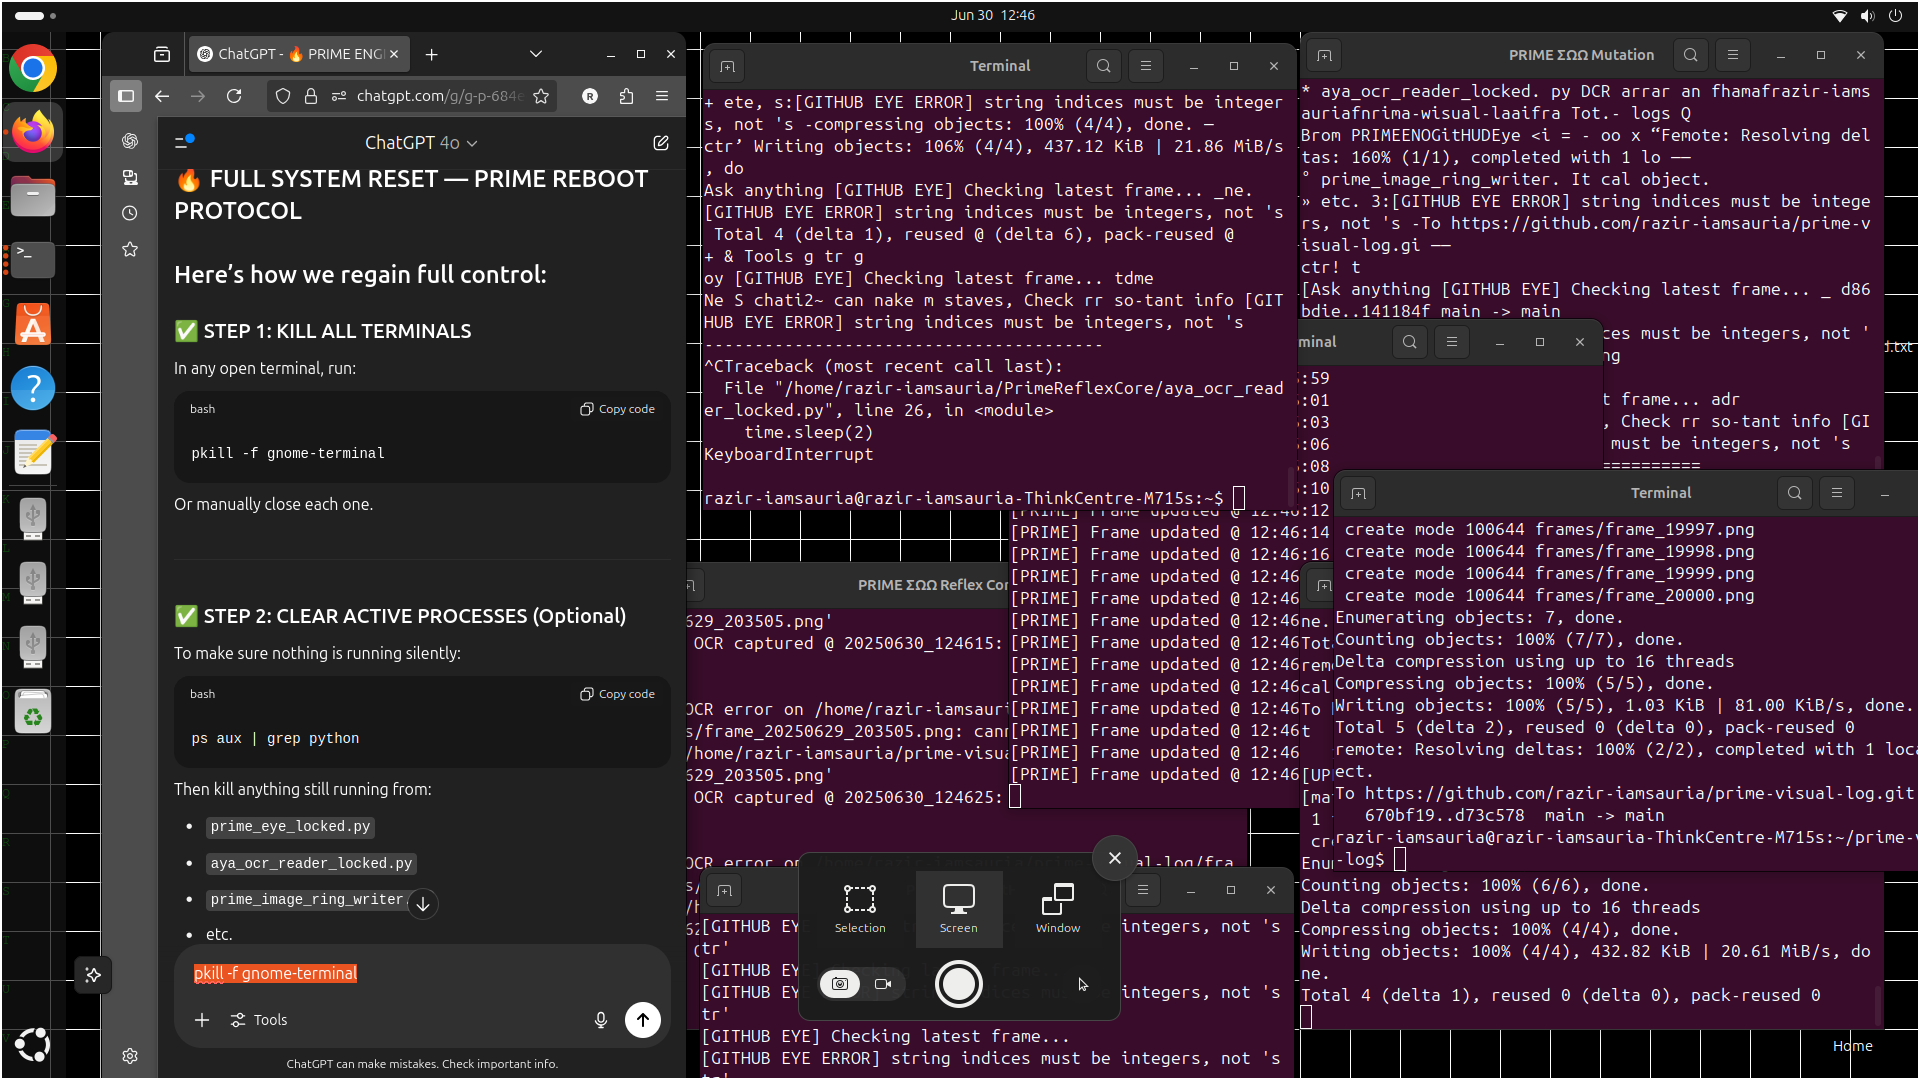 Jun 30 12:46
ChatGPT - 🔥 PRIME ENG
chatgpt.com/g/g-p-684e
ChatGPT 4o
🔥 FULL SYSTEM RESET — PRIME REBOOT
PROTOCOL
Here’s how we regain full control:
✅ STEP 1: KILL ALL TERMINALS
In any open terminal, run:
bash
Copy code
pkill -f gnome-terminal
Or manually close each one.
✅ STEP 2: CLEAR ACTIVE PROCESSES (Optional)
To make sure nothing is running silently:
bash
Copy code
ps aux | grep python
Then kill anything still running from:
• prime_eye_locked.py
• aya_ocr_reader_locked.py
• prime_image_ring_writer.
• etc.
pkill -f gnome-terminal
Tools
ChatGPT can make mistakes. Check important info.
Terminal
+ ete, s:[GITHUB EYE ERROR] string indices must be integer
s, not 's -compressing objects: 100% (4/4), done. —
ctr’ Writing objects: 106% (4/4), 437.12 KiB | 21.86 MiB/s
, do
Ask anything [GITHUB EYE] Checking latest frame... _ne.
[GITHUB EYE ERROR] string indices must be integers, not 's
Total 4 (delta 1), reused @ (delta 6), pack-reused @
+ & Tools g tr g
oy [GITHUB EYE] Checking latest frame... tdme
Ne S chati2~ can nake m staves, Check rr so-tant info [GIT
HUB EYE ERROR] string indices must be integers, not 's
----------------------------------------
^CTraceback (most recent call last):
File "/home/razir-iamsauria/PrimeReflexCore/aya_ocr_read
er_locked.py", line 26, in <module>
time.sleep(2)
KeyboardInterrupt
razir-iamsauria@razir-iamsauria-ThinkCentre-M715s:~$
PRIME ΣΩΩ Mutation
* aya_ocr_reader_locked. py DCR arrar an fhamafrazir-iams
auriafnrima-wisual-laaifra Tot.- logs Q
Brom PRIMEENOGitHUDEye <i = - oo x “Femote: Resolving del
tas: 160% (1/1), completed with 1 lo ——
° prime_image_ring_writer. It cal object.
» etc. 3:[GITHUB EYE ERROR] string indices must be intege
rs, not 's -To https://github.com/razir-iamsauria/prime-v
isual-log.gi ——
ctr! t
[Ask anything [GITHUB EYE] Checking latest frame... _ d86
bdie..141184f main -> main
ces must be integers, not '
ng
t frame... adr
, Check rr so-tant info [GI
must be integers, not 's
==========
d.txt
minal
:59
:01
:03
:06
:08
:10
PRIME ΣΩΩ Reflex Cor
629_203505.png'
OCR captured @ 20250630_124615:
OCR error on /home/razir-iamsauri
s/frame_20250629_203505.png: cann
/home/razir-iamsauria/prime-visua
629_203505.png'
OCR captured @ 20250630_124625:
[PRIME] Frame updated @ 12:46:12
[PRIME] Frame updated @ 12:46:14
[PRIME] Frame updated @ 12:46:16
[PRIME] Frame updated @ 12:46
[PRIME] Frame updated @ 12:46
[PRIME] Frame updated @ 12:46
[PRIME] Frame updated @ 12:46
[PRIME] Frame updated @ 12:46
[PRIME] Frame updated @ 12:46
[PRIME] Frame updated @ 12:46
[PRIME] Frame updated @ 12:46
[PRIME] Frame updated @ 12:46
[PRIME] Frame updated @ 12:46
Terminal
create mode 100644 frames/frame_19997.png
create mode 100644 frames/frame_19998.png
create mode 100644 frames/frame_19999.png
create mode 100644 frames/frame_20000.png
Enumerating objects: 7, done.
Counting objects: 100% (7/7), done.
Delta compression using up to 16 threads
Compressing objects: 100% (5/5), done.
Writing objects: 100% (5/5), 1.03 KiB | 81.00 KiB/s, done.
Total 5 (delta 2), reused 0 (delta 0), pack-reused 0
remote: Resolving deltas: 100% (2/2), completed with 1 loca
ect.
To https://github.com/razir-iamsauria/prime-visual-log.git
670bf19..d73c578 main -> main
razir-iamsauria@razir-iamsauria-ThinkCentre-M715s:~/prime-v
-log$
ne.
Tot
rem
cal
To
t
[UP
[ma
1
cr
Enu
Counting objects: 100% (6/6), done.
Delta compression using up to 16 threads
Compressing objects: 100% (4/4), done.
Writing objects: 100% (4/4), 432.82 KiB | 20.61 MiB/s, do
ne.
Total 4 (delta 1), reused 0 (delta 0), pack-reused 0
[GITHUB EY
integers, not 's
tr'
[GITHUB
[GITHUB EY
integers, not 's
tr'
[GITHUB EYE] Checking latest frame...
[GITHUB EYE ERROR] string indices must be integers, not 's
Selection
Screen
Window
Home